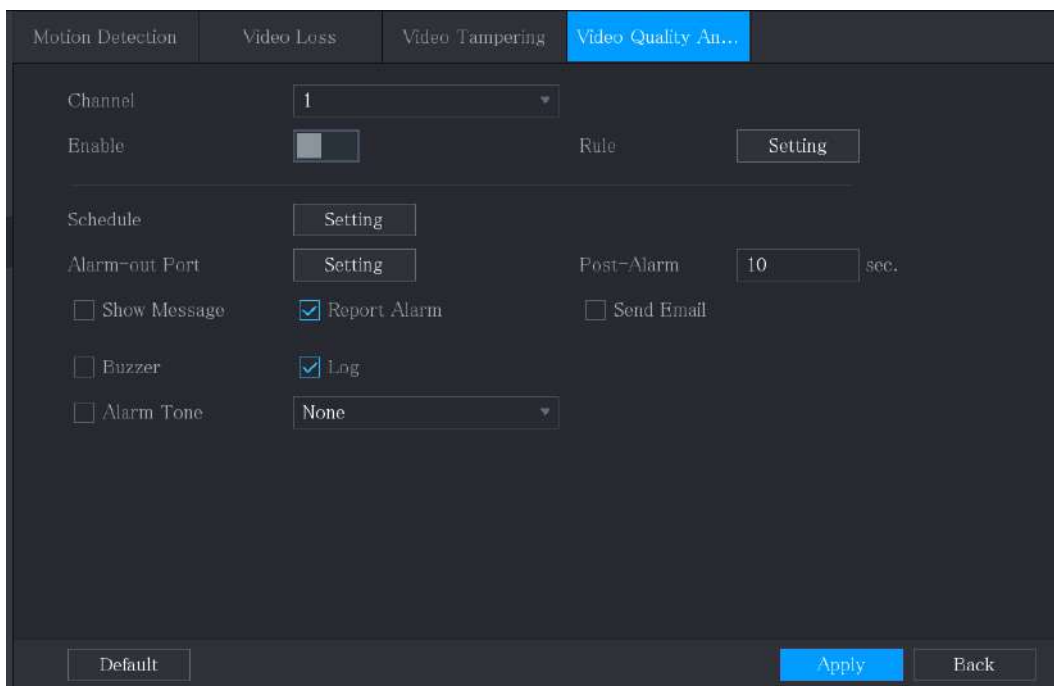 Motion Detection Video Loss Video Tampering Video Quality An...
Channel 1
Enable Rule Setting
Schedule Setting
Alarm-out Port Setting Post-Alarm 10 sec.
Show Message Report Alarm Send Email
Buzzer Log
Alarm Tone None
Default Apply Back